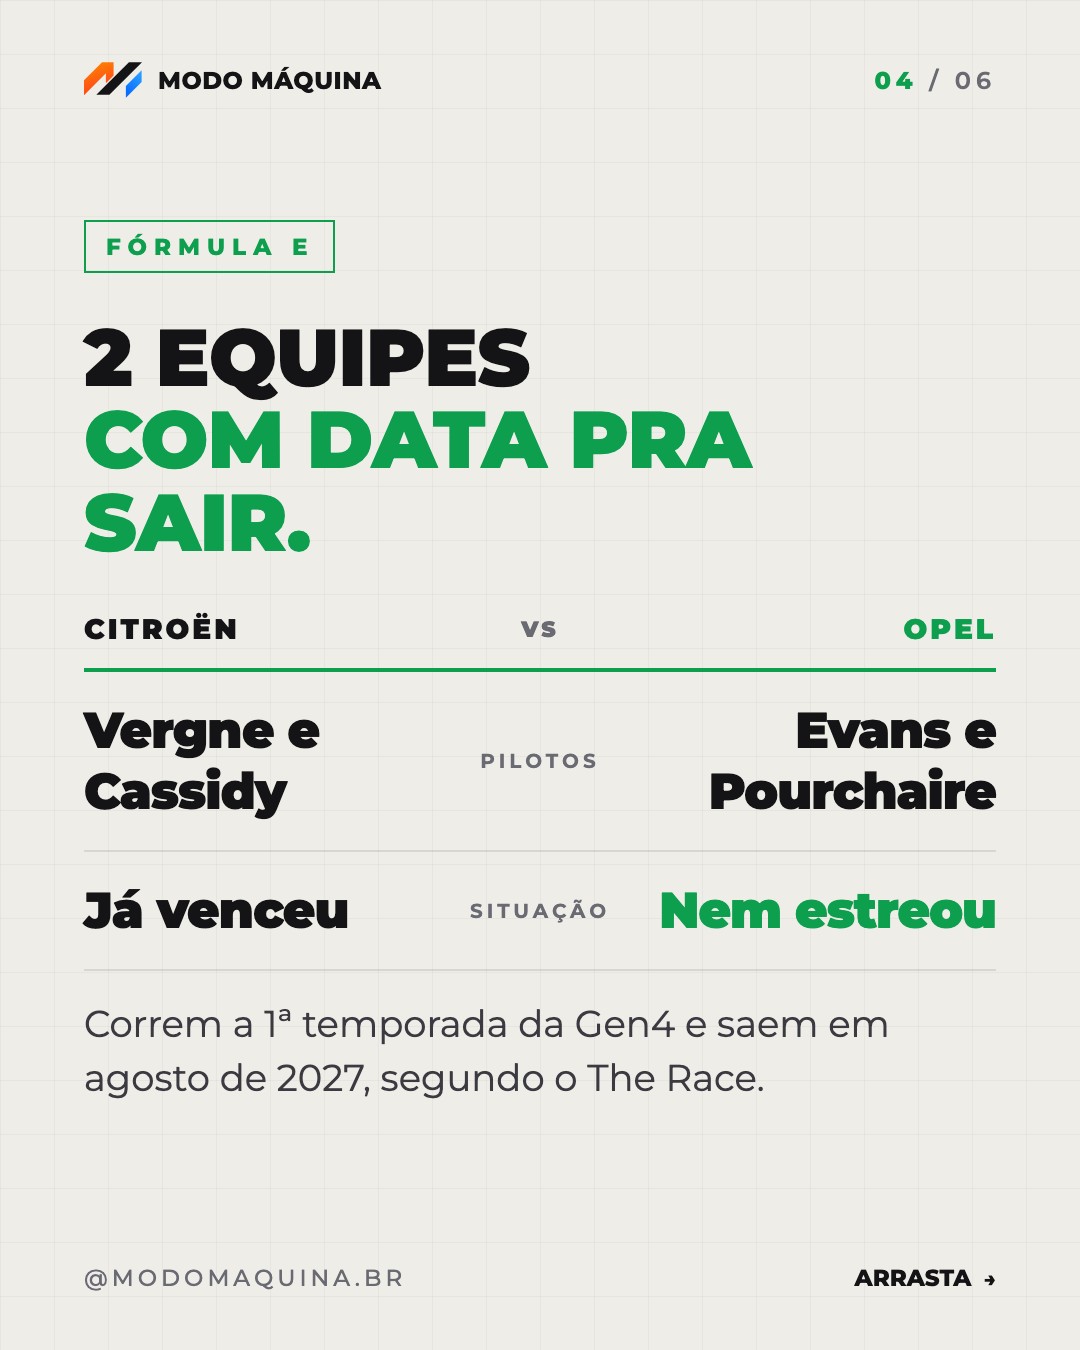 MODO MÁQUINA
04 / 06
FÓRMULA E
2 EQUIPES
COM DATA PRA
SAIR.
CITROËN VS OPEL
Vergne e
Cassidy
PILOTOS
Evans e
Pourchaire
Já venceu SITUAÇÃO Nem estreou
Correm a 1ª temporada da Gen4 e saem em
agosto de 2027, segundo o The Race.
@MODOMAQUINA.BR
ARRASTA →